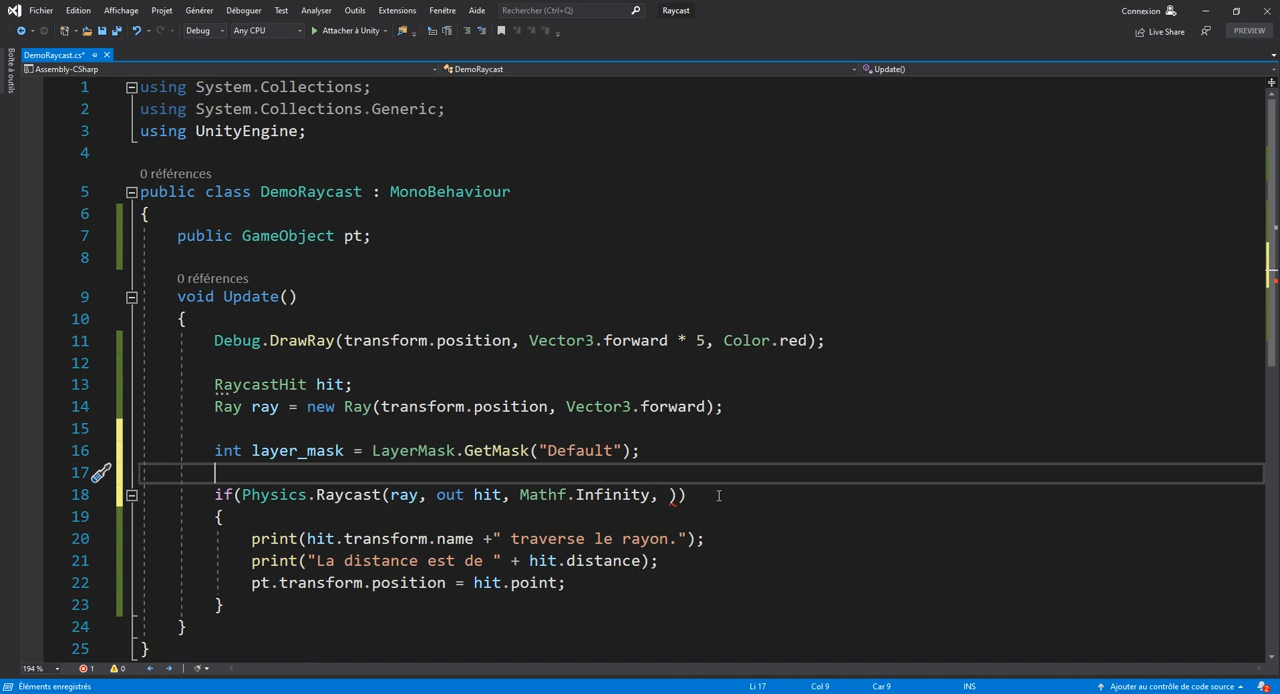 Fichier Edition Affichage Projet Générer Déboguer Test Analyser Outils Extensions Fenêtre Aide Rechercher (Ctrl+Q) Raycast Connexion
Debug Any CPU Attacher à Unity Live Share PREVIEW
Boîte à outils
DemoRaycast.cs*
Assembly-CSharp DemoRaycast Update()
1 using System.Collections;
2 using System.Collections.Generic;
3 using UnityEngine;
4
0 références
5 public class DemoRaycast : MonoBehaviour
6 {
7 public GameObject pt;
8
0 références
9 void Update()
10 {
11 Debug.DrawRay(transform.position, Vector3.forward * 5, Color.red);
12
13 RaycastHit hit;
14 Ray ray = new Ray(transform.position, Vector3.forward);
15
16 int layer_mask = LayerMask.GetMask("Default");
17
18 if(Physics.Raycast(ray, out hit, Mathf.Infinity, ))
19 {
20 print(hit.transform.name +" traverse le rayon.");
21 print("La distance est de " + hit.distance);
22 pt.transform.position = hit.point;
23 }
24 }
25 }
194 % 1 0
Éléments enregistrés Li 17 Col 9 Car 9 INS Ajouter au contrôle de code source 2